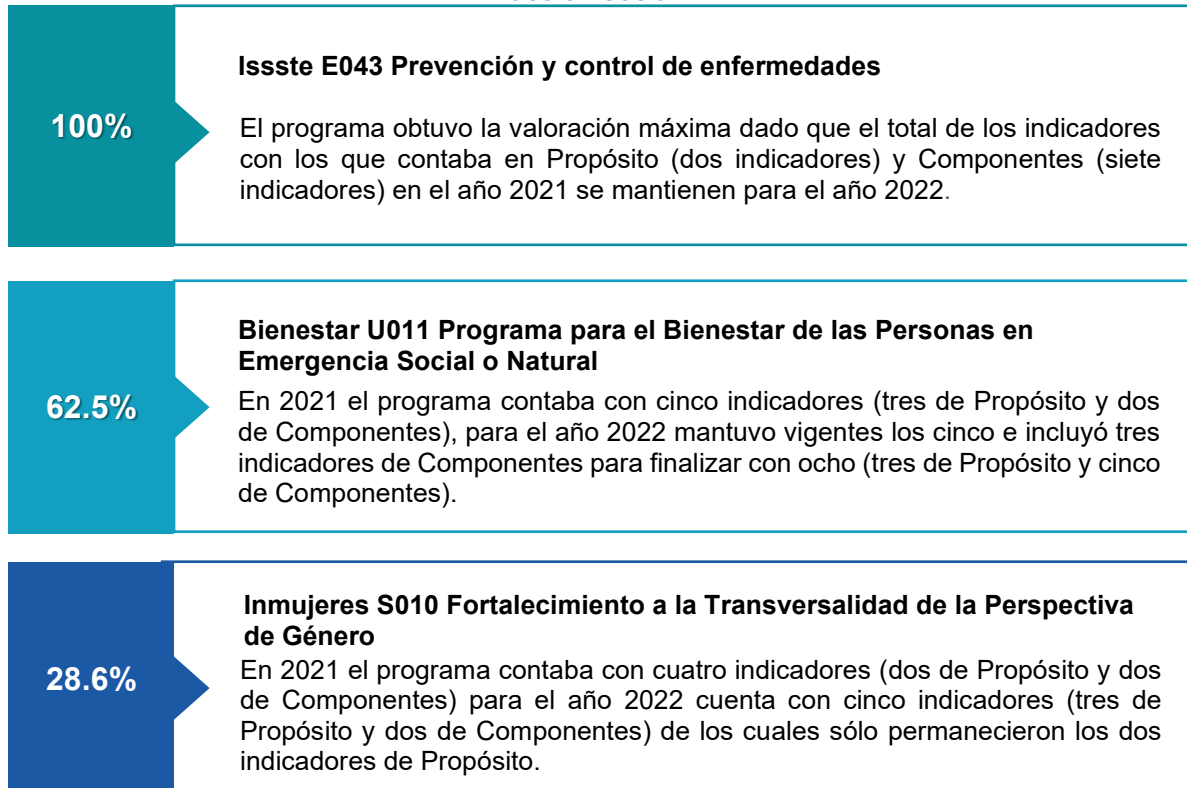 100%
Issste E043 Prevención y control de enfermedades
El programa obtuvo la valoración máxima dado que el total de los indicadores
con los que contaba en Propósito (dos indicadores) y Componentes (siete
indicadores) en el año 2021 se mantienen para el año 2022.
62.5%
Bienestar U011 Programa para el Bienestar de las Personas en
Emergencia Social o Natural
En 2021 el programa contaba con cinco indicadores (tres de Propósito y dos
de Componentes), para el año 2022 mantuvo vigentes los cinco e incluyó tres
indicadores de Componentes para finalizar con ocho (tres de Propósito y cinco
de Componentes).
28.6%
Inmujeres S010 Fortalecimiento a la Transversalidad de la Perspectiva
de Género
En 2021 el programa contaba con cuatro indicadores (dos de Propósito y dos
de Componentes) para el año 2022 cuenta con cinco indicadores (tres de
Propósito y dos de Componentes) de los cuales sólo permanecieron los dos
indicadores de Propósito.